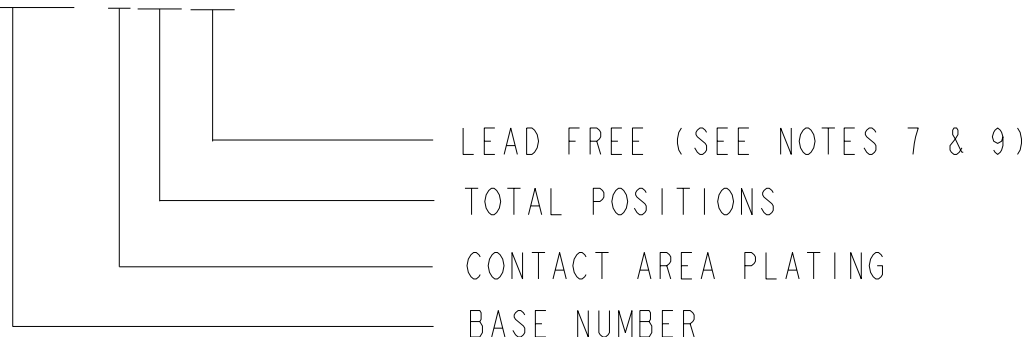 LEAD FREE (SEE NOTES 7 & 9)
TOTAL POSITIONS
CONTACT AREA PLATING
BASE NUMBER